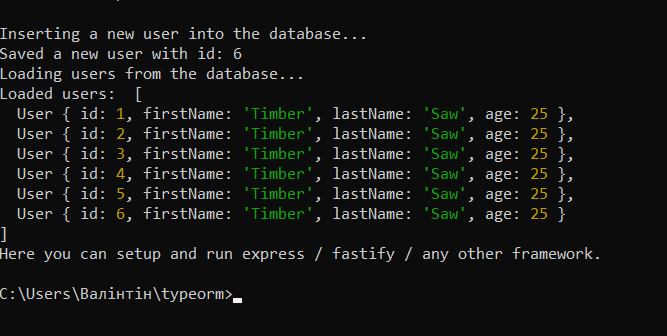 Inserting a new user into the database...
Saved a new user with id: 6
Loading users from the database...
Loaded users:  [
  User { id: 1, firstName: 'Timber', lastName: 'Saw', age: 25 },
  User { id: 2, firstName: 'Timber', lastName: 'Saw', age: 25 },
  User { id: 3, firstName: 'Timber', lastName: 'Saw', age: 25 },
  User { id: 4, firstName: 'Timber', lastName: 'Saw', age: 25 },
  User { id: 5, firstName: 'Timber', lastName: 'Saw', age: 25 },
  User { id: 6, firstName: 'Timber', lastName: 'Saw', age: 25 }
]
Here you can setup and run express / fastify / any other framework.
C:\Users\Валінтін\typeorm>